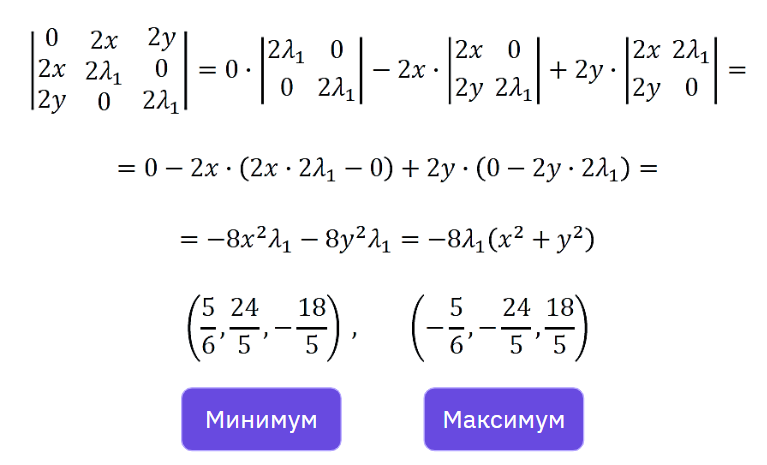 |0 2x 2y; 2x 2λ₁ 0; 2y 0 2λ₁| = 0 · |2λ₁ 0; 0 2λ₁| − 2x · |2x 0; 2y 2λ₁| + 2y · |2x 2λ₁; 2y 0| =
= 0 − 2x · (2x · 2λ₁ − 0) + 2y · (0 − 2y · 2λ₁) =
= −8x²λ₁ − 8y²λ₁ = −8λ₁(x² + y²)
(5/6, 24/5, −18/5) , (−5/6, −24/5, 18/5)
Минимум Максимум